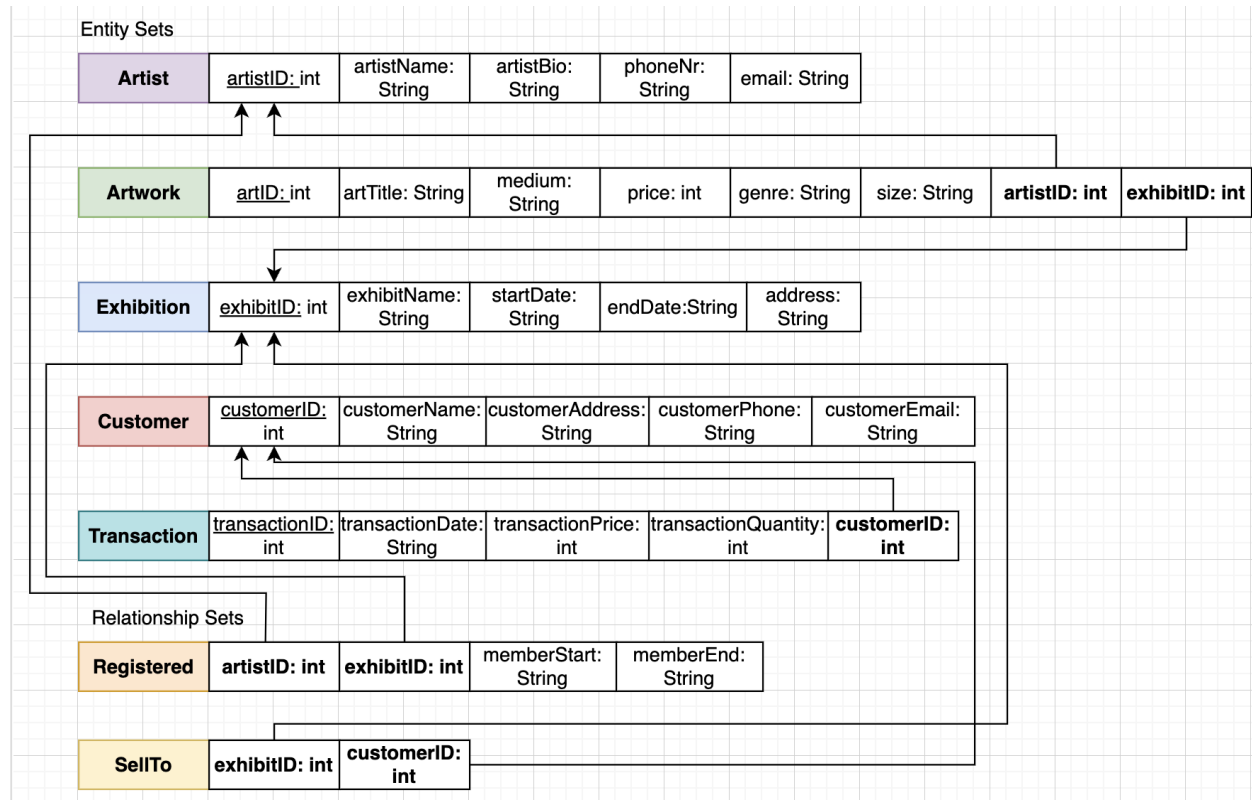 Entity Sets
Artist
artistID: int
artistName:
String
artistBio:
String
phoneNr:
String
email: String
Artwork
artID: int
artTitle: String
medium:
String
price: int
genre: String
size: String
artistID: int
exhibitID: int
Exhibition
exhibitID: int
exhibitName:
String
startDate:
String
endDate:String
address:
String
Customer
customerID:
int
customerName:
String
customerAddress:
String
customerPhone:
String
customerEmail:
String
Transaction
transactionID:
int
transactionDate:
String
transactionPrice:
int
transactionQuantity:
int
customerID:
int
Relationship Sets
Registered
artistID: int
exhibitID: int
memberStart:
String
memberEnd:
String
SellTo
exhibitID: int
customerID:
int